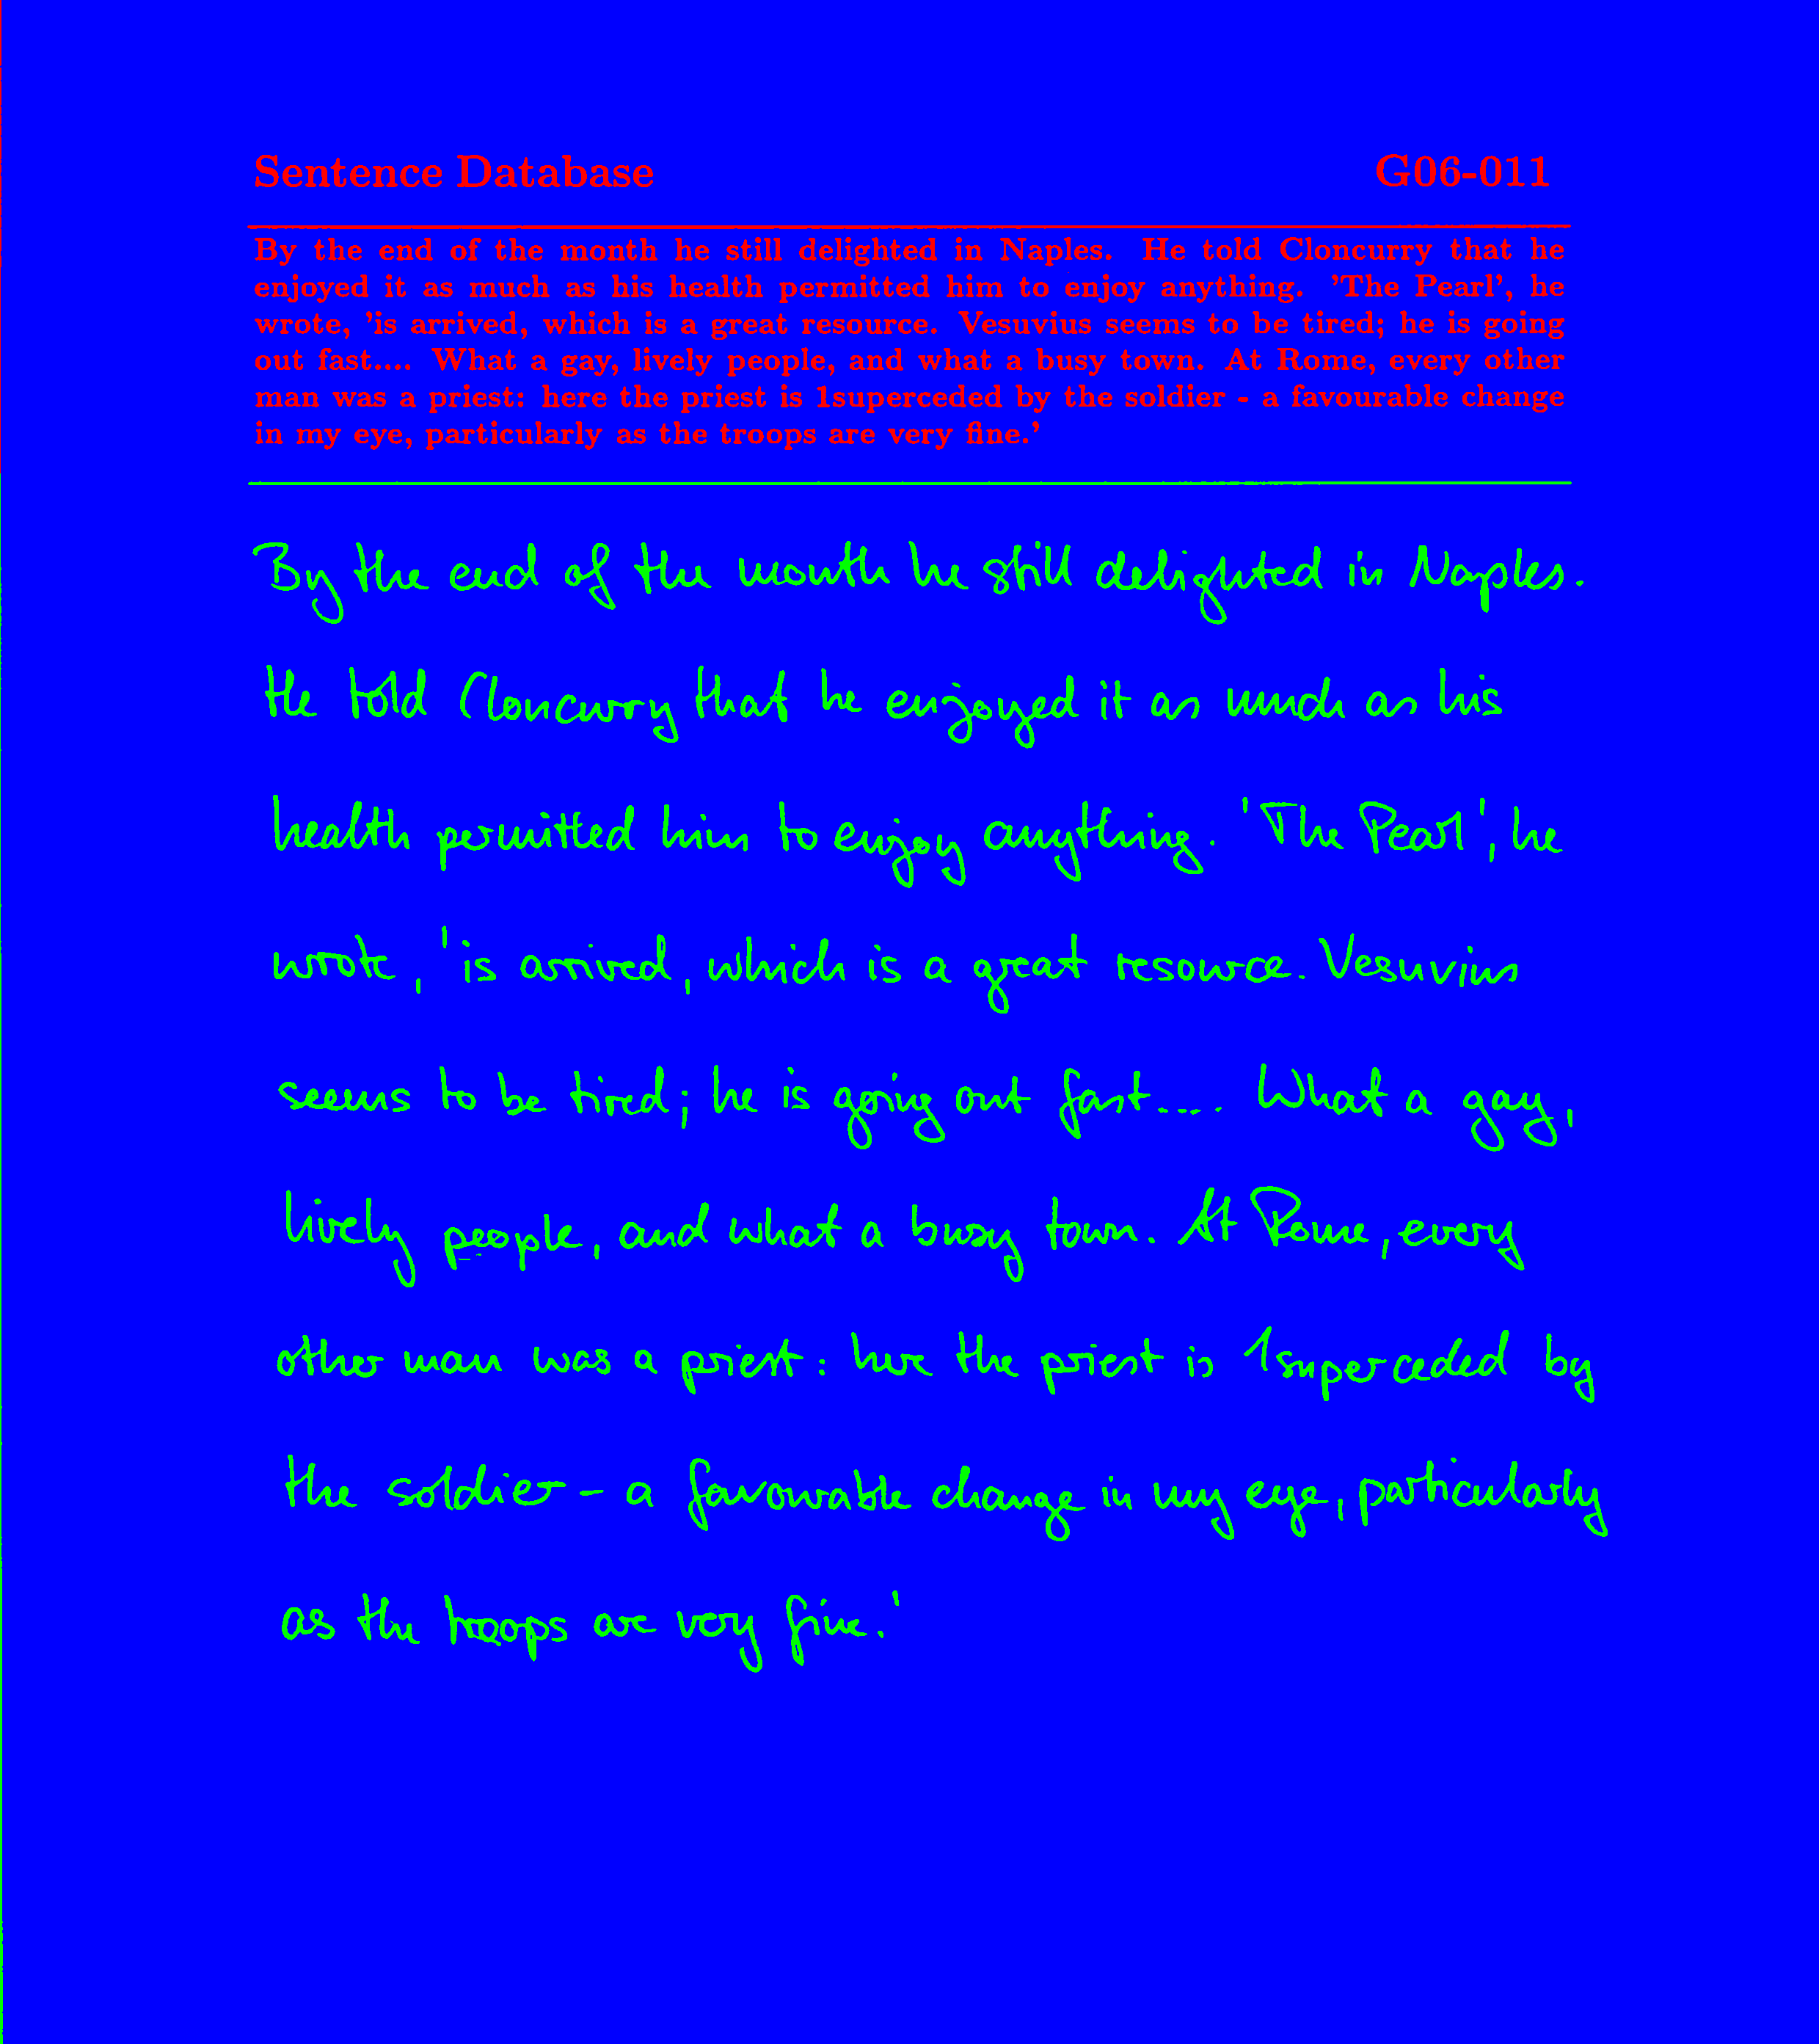 Sentence Database G06-011
By the end of the month he still delighted in Naples. He told Cloncurry that he
enjoyed it as much as his health permitted him to enjoy anything. 'The Pearl', he
wrote, 'is arrived, which is a great resource. Vesuvius seems to be tired; he is going
out fast.... What a gay, lively people, and what a busy town. At Rome, every other
man was a priest: here the priest is 1superceded by the soldier - a favourable change
in my eye, particularly as the troops are very fine.'
By the end of the month he still delighted in Naples.
He told Cloncurry that he enjoyed it as much as his
health permitted him to enjoy anything. 'The Pearl', he
wrote, 'is arrived, which is a great resource. Vesuvius
seems to be tired; he is going out fast.... What a gay,
lively people, and what a busy town. At Rome, every
other man was a priest: here the priest is 1superceded by
the soldier - a favourable change in my eye, particularly
as the troops are very fine.'